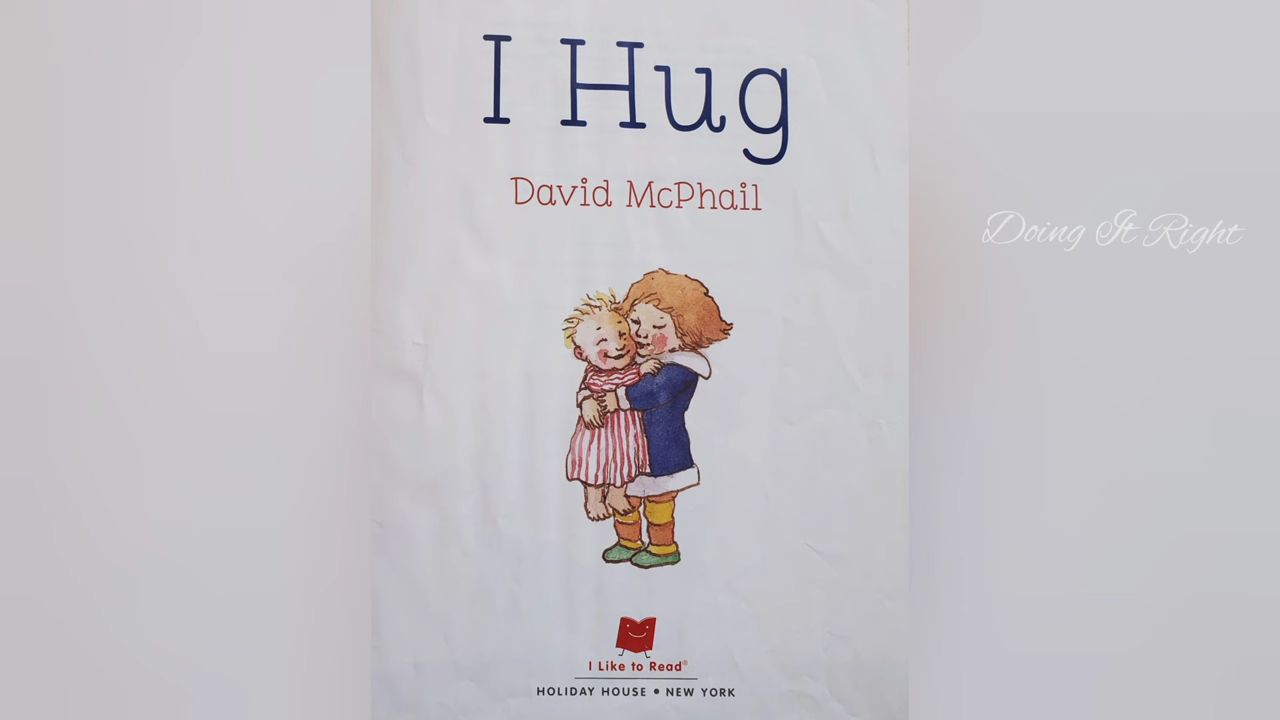 I Hug
David McPhail
Doing It Right
I Like to Read®
HOLIDAY HOUSE • NEW YORK